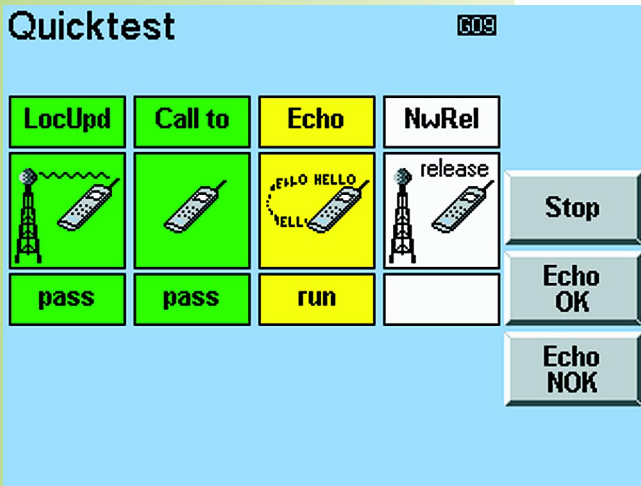 Quicktest
G09
LocUpd
Call to
Echo
NwRel
HELLO HELLO
release
pass
pass
run
Stop
Echo
OK
Echo
NOK